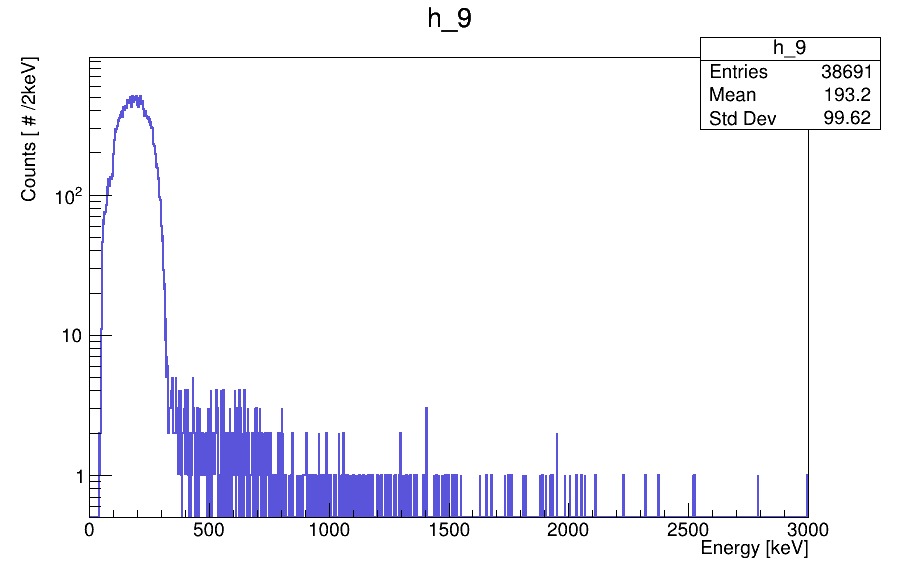 h_9
h_9
Entries 38691
Mean 193.2
Std Dev 99.62
Counts [ # /2keV]
10²
10
1
0 500 1000 1500 2000 2500 3000
Energy [keV]